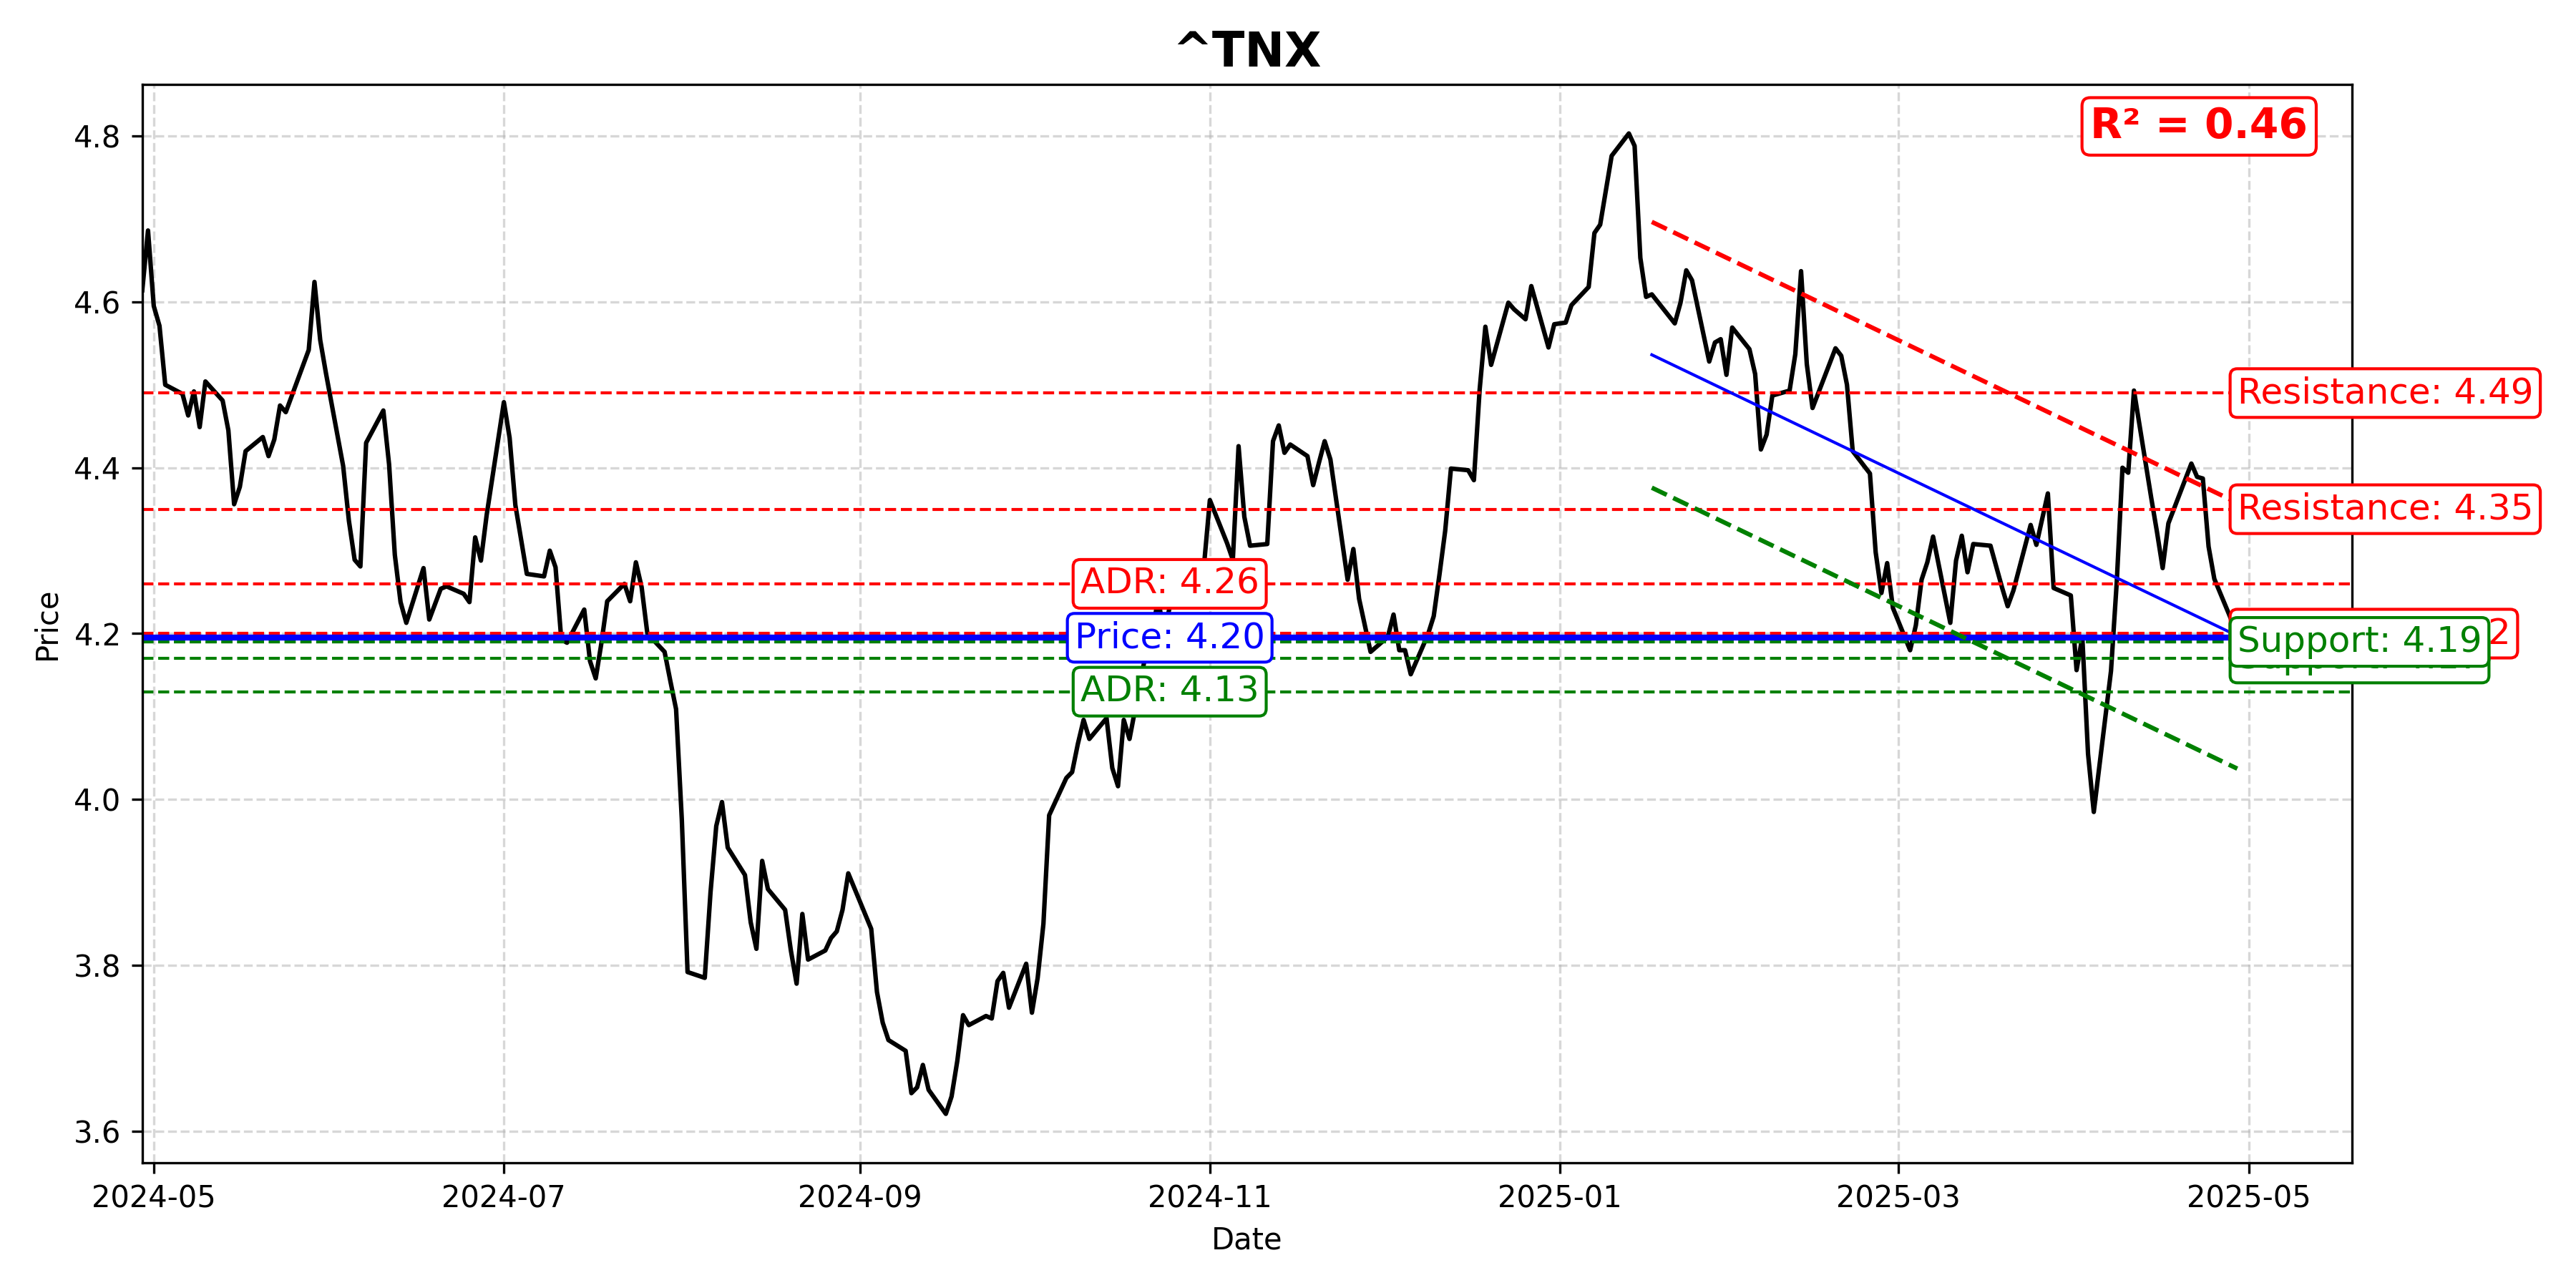 ^TNX
R² = 0.46
4.8
4.6
4.4
4.2
4.0
3.8
3.6
Price
Resistance: 4.49
Resistance: 4.35
ADR: 4.26
Price: 4.20
2
Support: 4.19
ADR: 4.13
2024-05
2024-07
2024-09
2024-11
2025-01
2025-03
2025-05
Date